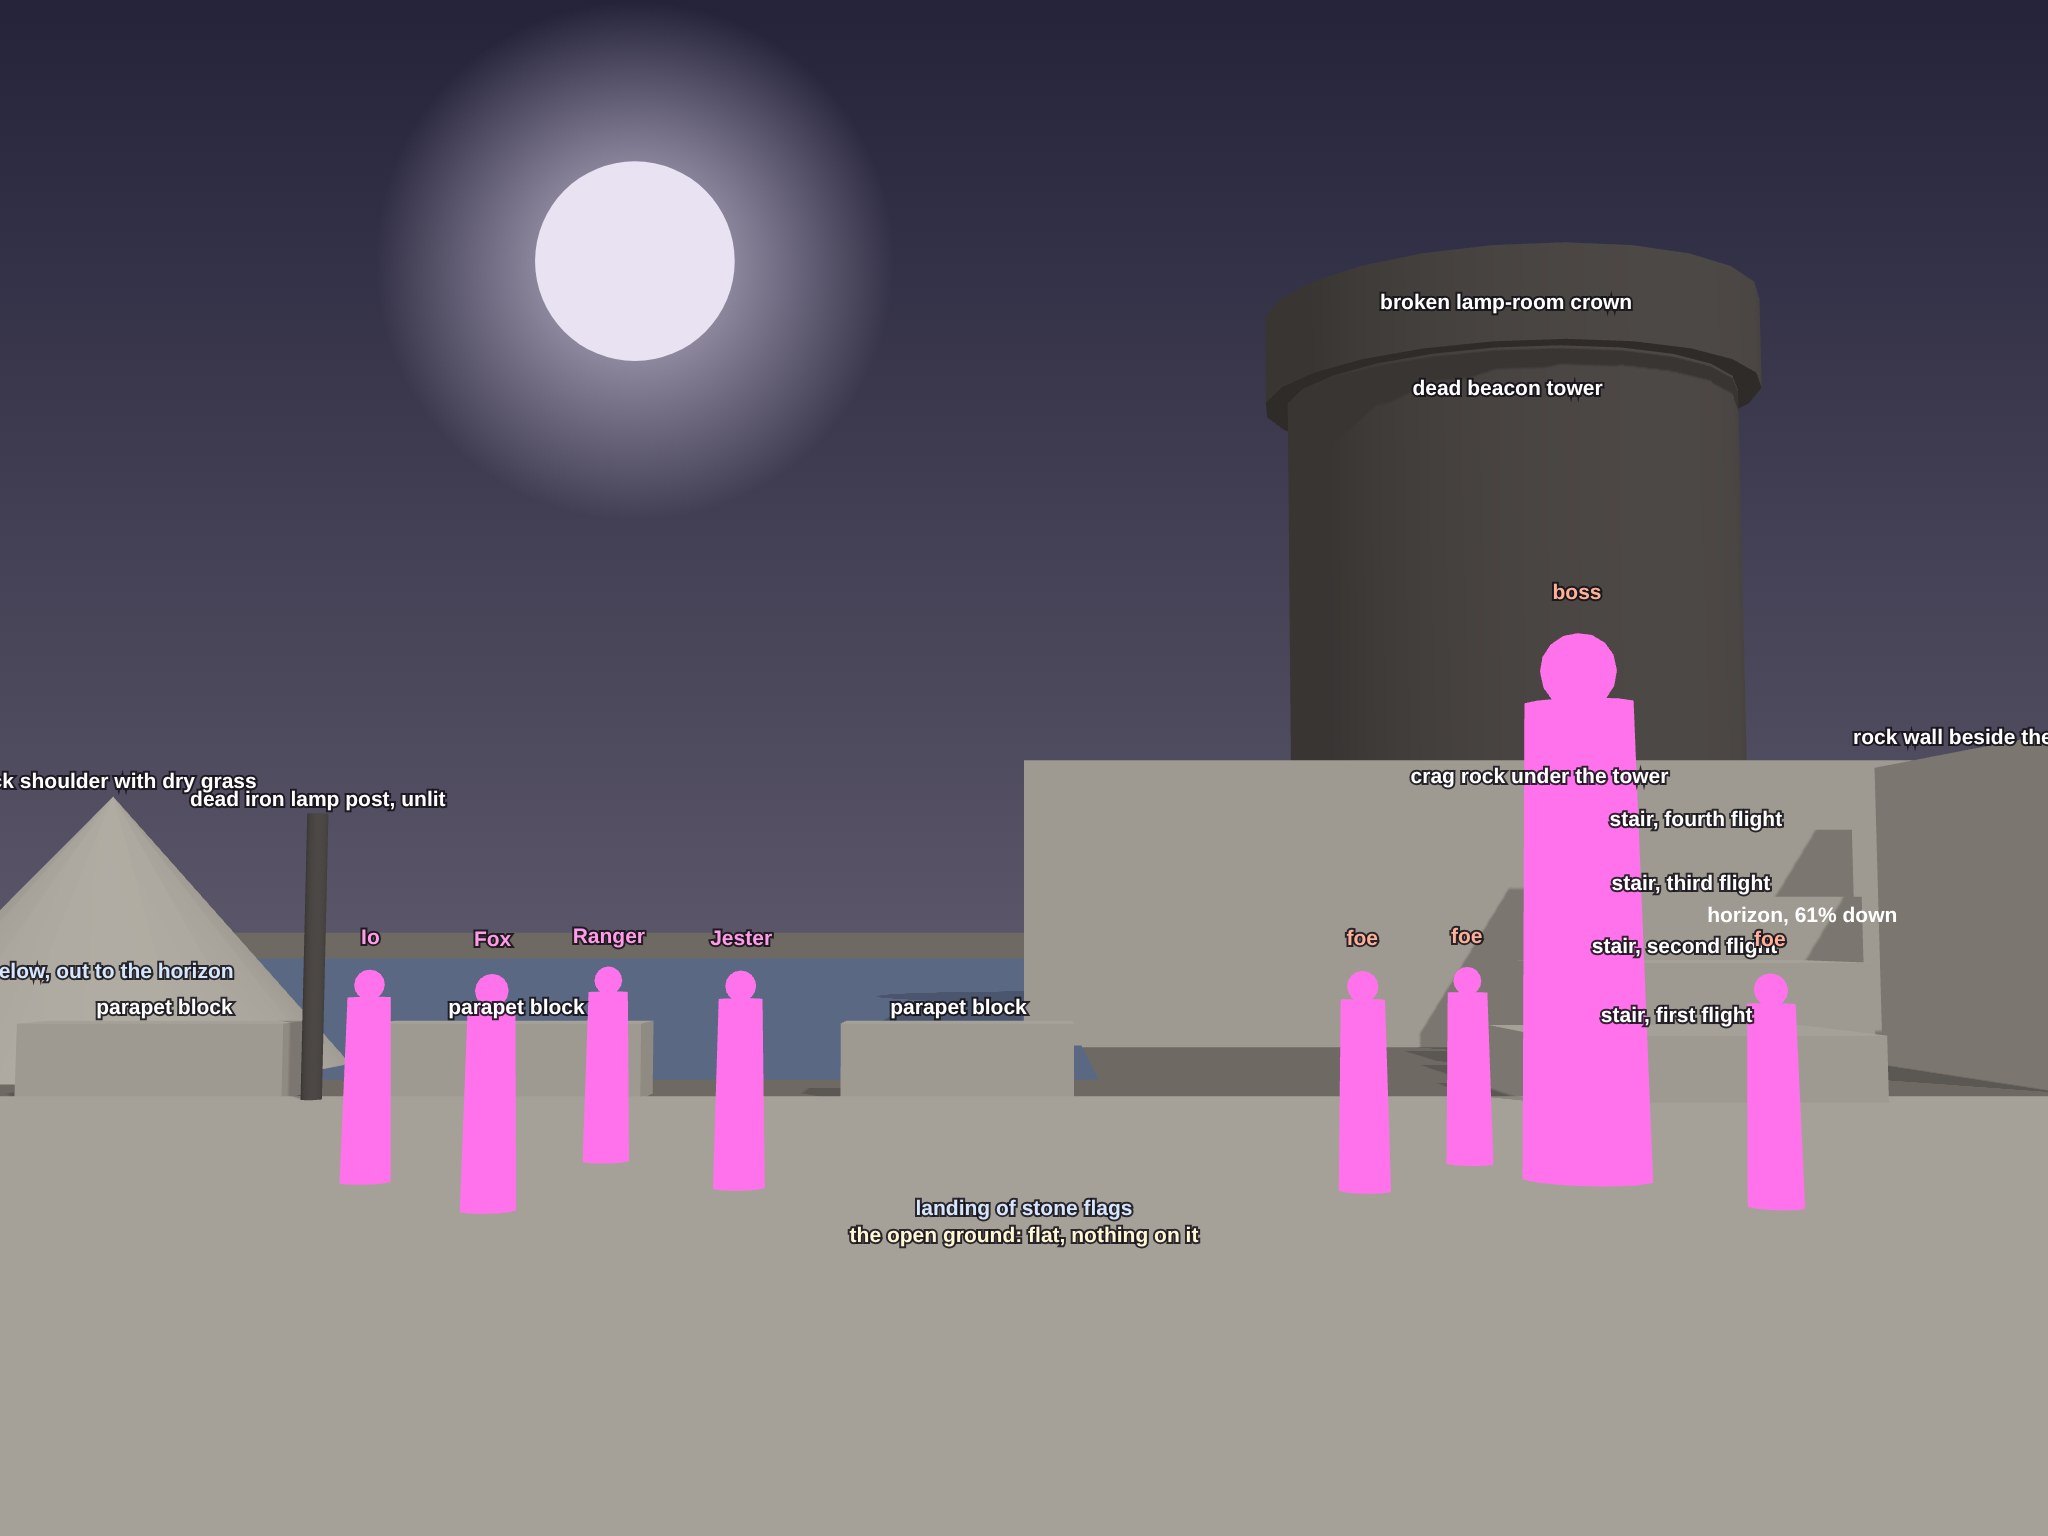 broken lamp-room crown
dead beacon tower
boss
rock wall beside the
crag rock under the tower
ck shoulder with dry grass
dead iron lamp post, unlit
stair, fourth flight
stair, third flight
horizon, 61% down
Io
Fox
Ranger
Jester
foe
foe
foe
stair, second flight
elow, out to the horizon
parapet block
parapet block
parapet block
stair, first flight
landing of stone flags
the open ground: flat, nothing on it